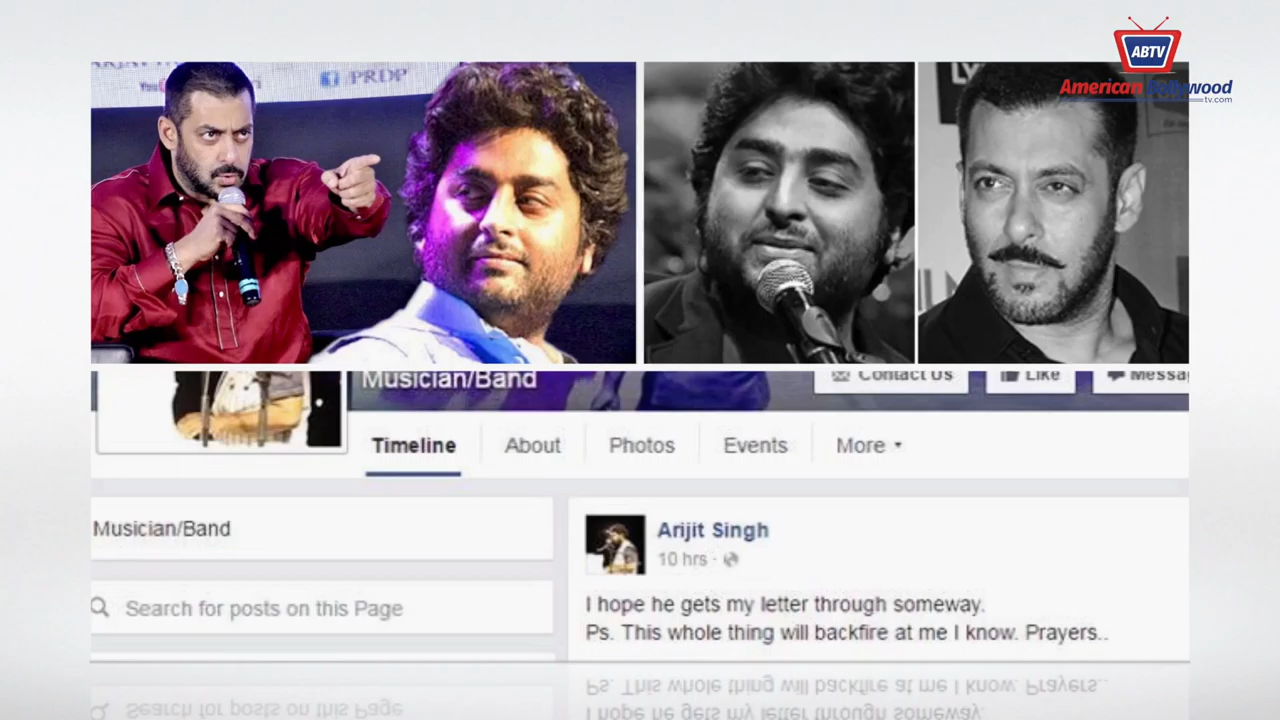 ABTV
American Bollywood
tv.com
PRDP
Musician/Band
Contact Us
Like
Timeline
About
Photos
Events
More
Musician/Band
Search for posts on this Page
Arijit Singh
10 hrs
I hope he gets my letter through someway.
Ps. This whole thing will backfire at me I know. Prayers..